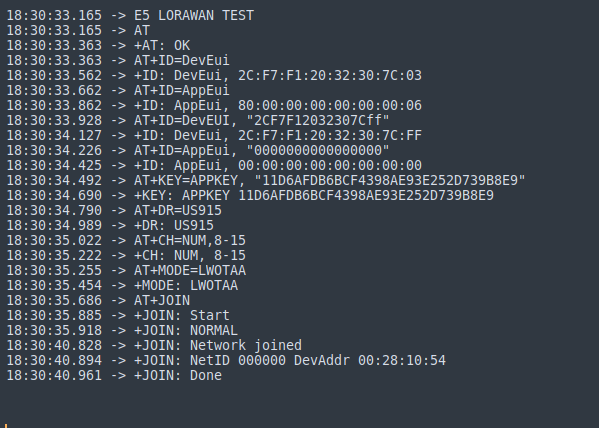 18:30:33.165 -> E5 LORAWAN TEST
18:30:33.165 -> AT
18:30:33.363 -> +AT: OK
18:30:33.363 -> AT+ID=DevEui
18:30:33.562 -> +ID: DevEui, 2C:F7:F1:20:32:30:7C:03
18:30:33.662 -> AT+ID=AppEui
18:30:33.862 -> +ID: AppEui, 80:00:00:00:00:00:00:06
18:30:33.928 -> AT+ID=DevEUI, "2CF7F12032307Cff"
18:30:34.127 -> +ID: DevEui, 2C:F7:F1:20:32:30:7C:FF
18:30:34.226 -> AT+ID=AppEui, "0000000000000000"
18:30:34.425 -> +ID: AppEui, 00:00:00:00:00:00:00:00
18:30:34.492 -> AT+KEY=APPKEY, "11D6AFDB6BCF4398AE93E252D739B8E9"
18:30:34.690 -> +KEY: APPKEY 11D6AFDB6BCF4398AE93E252D739B8E9
18:30:34.790 -> AT+DR=US915
18:30:34.989 -> +DR: US915
18:30:35.022 -> AT+CH=NUM,8-15
18:30:35.222 -> +CH: NUM, 8-15
18:30:35.255 -> AT+MODE=LWOTAA
18:30:35.454 -> +MODE: LWOTAA
18:30:35.686 -> AT+JOIN
18:30:35.885 -> +JOIN: Start
18:30:35.918 -> +JOIN: NORMAL
18:30:40.828 -> +JOIN: Network joined
18:30:40.894 -> +JOIN: NetID 000000 DevAddr 00:28:10:54
18:30:40.961 -> +JOIN: Done